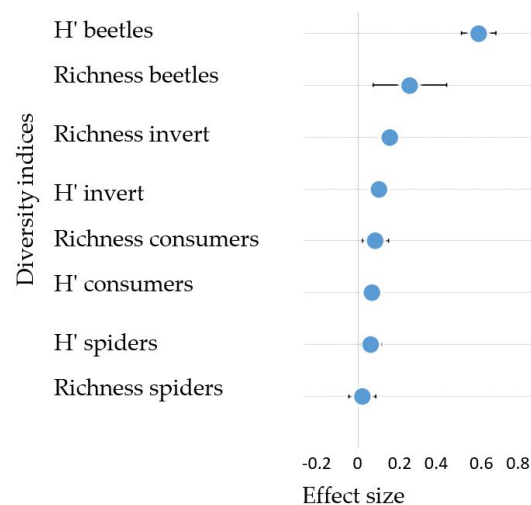 H' beetles
Richness beetles
Richness invert
H' invert
Richness consumers
H' consumers
H' spiders
Richness spiders
Diversity indices
-0.2 0 0.2 0.4 0.6 0.8
Effect size